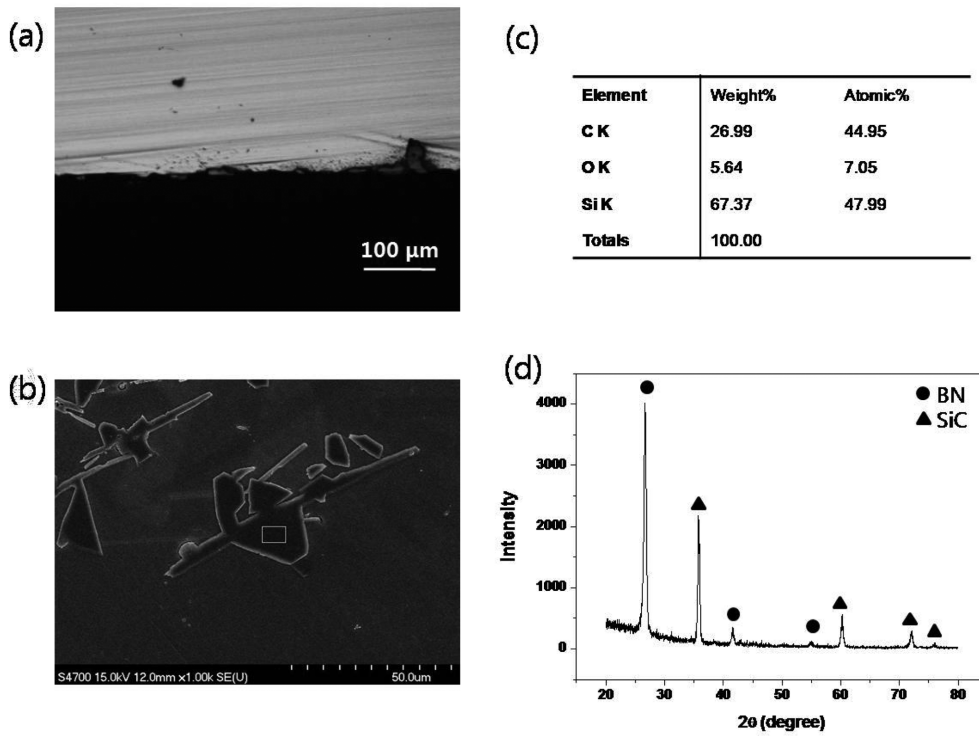 (a)
100 μm
(b)
S4700 15.0kV 12.0mm x1.00k SE(U)
50.0um
(c)
Element Weight% Atomic%
C K 26.99 44.95
O K 5.64 7.05
Si K 67.37 47.99
Totals 100.00
(d)
BN
SiC
Intensity
4000
3000
2000
1000
0
20 30 40 50 60 70 80
2θ (degree)